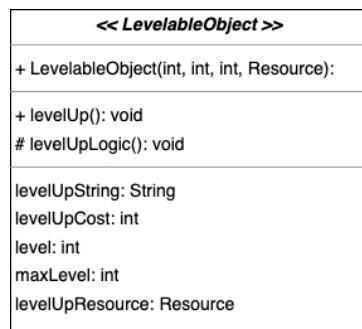 << LevelableObject >>
+ LevelableObject(int, int, int, Resource):
+ levelUp(): void
# levelUpLogic(): void
levelUpString: String
levelUpCost: int
level: int
maxLevel: int
levelUpResource: Resource